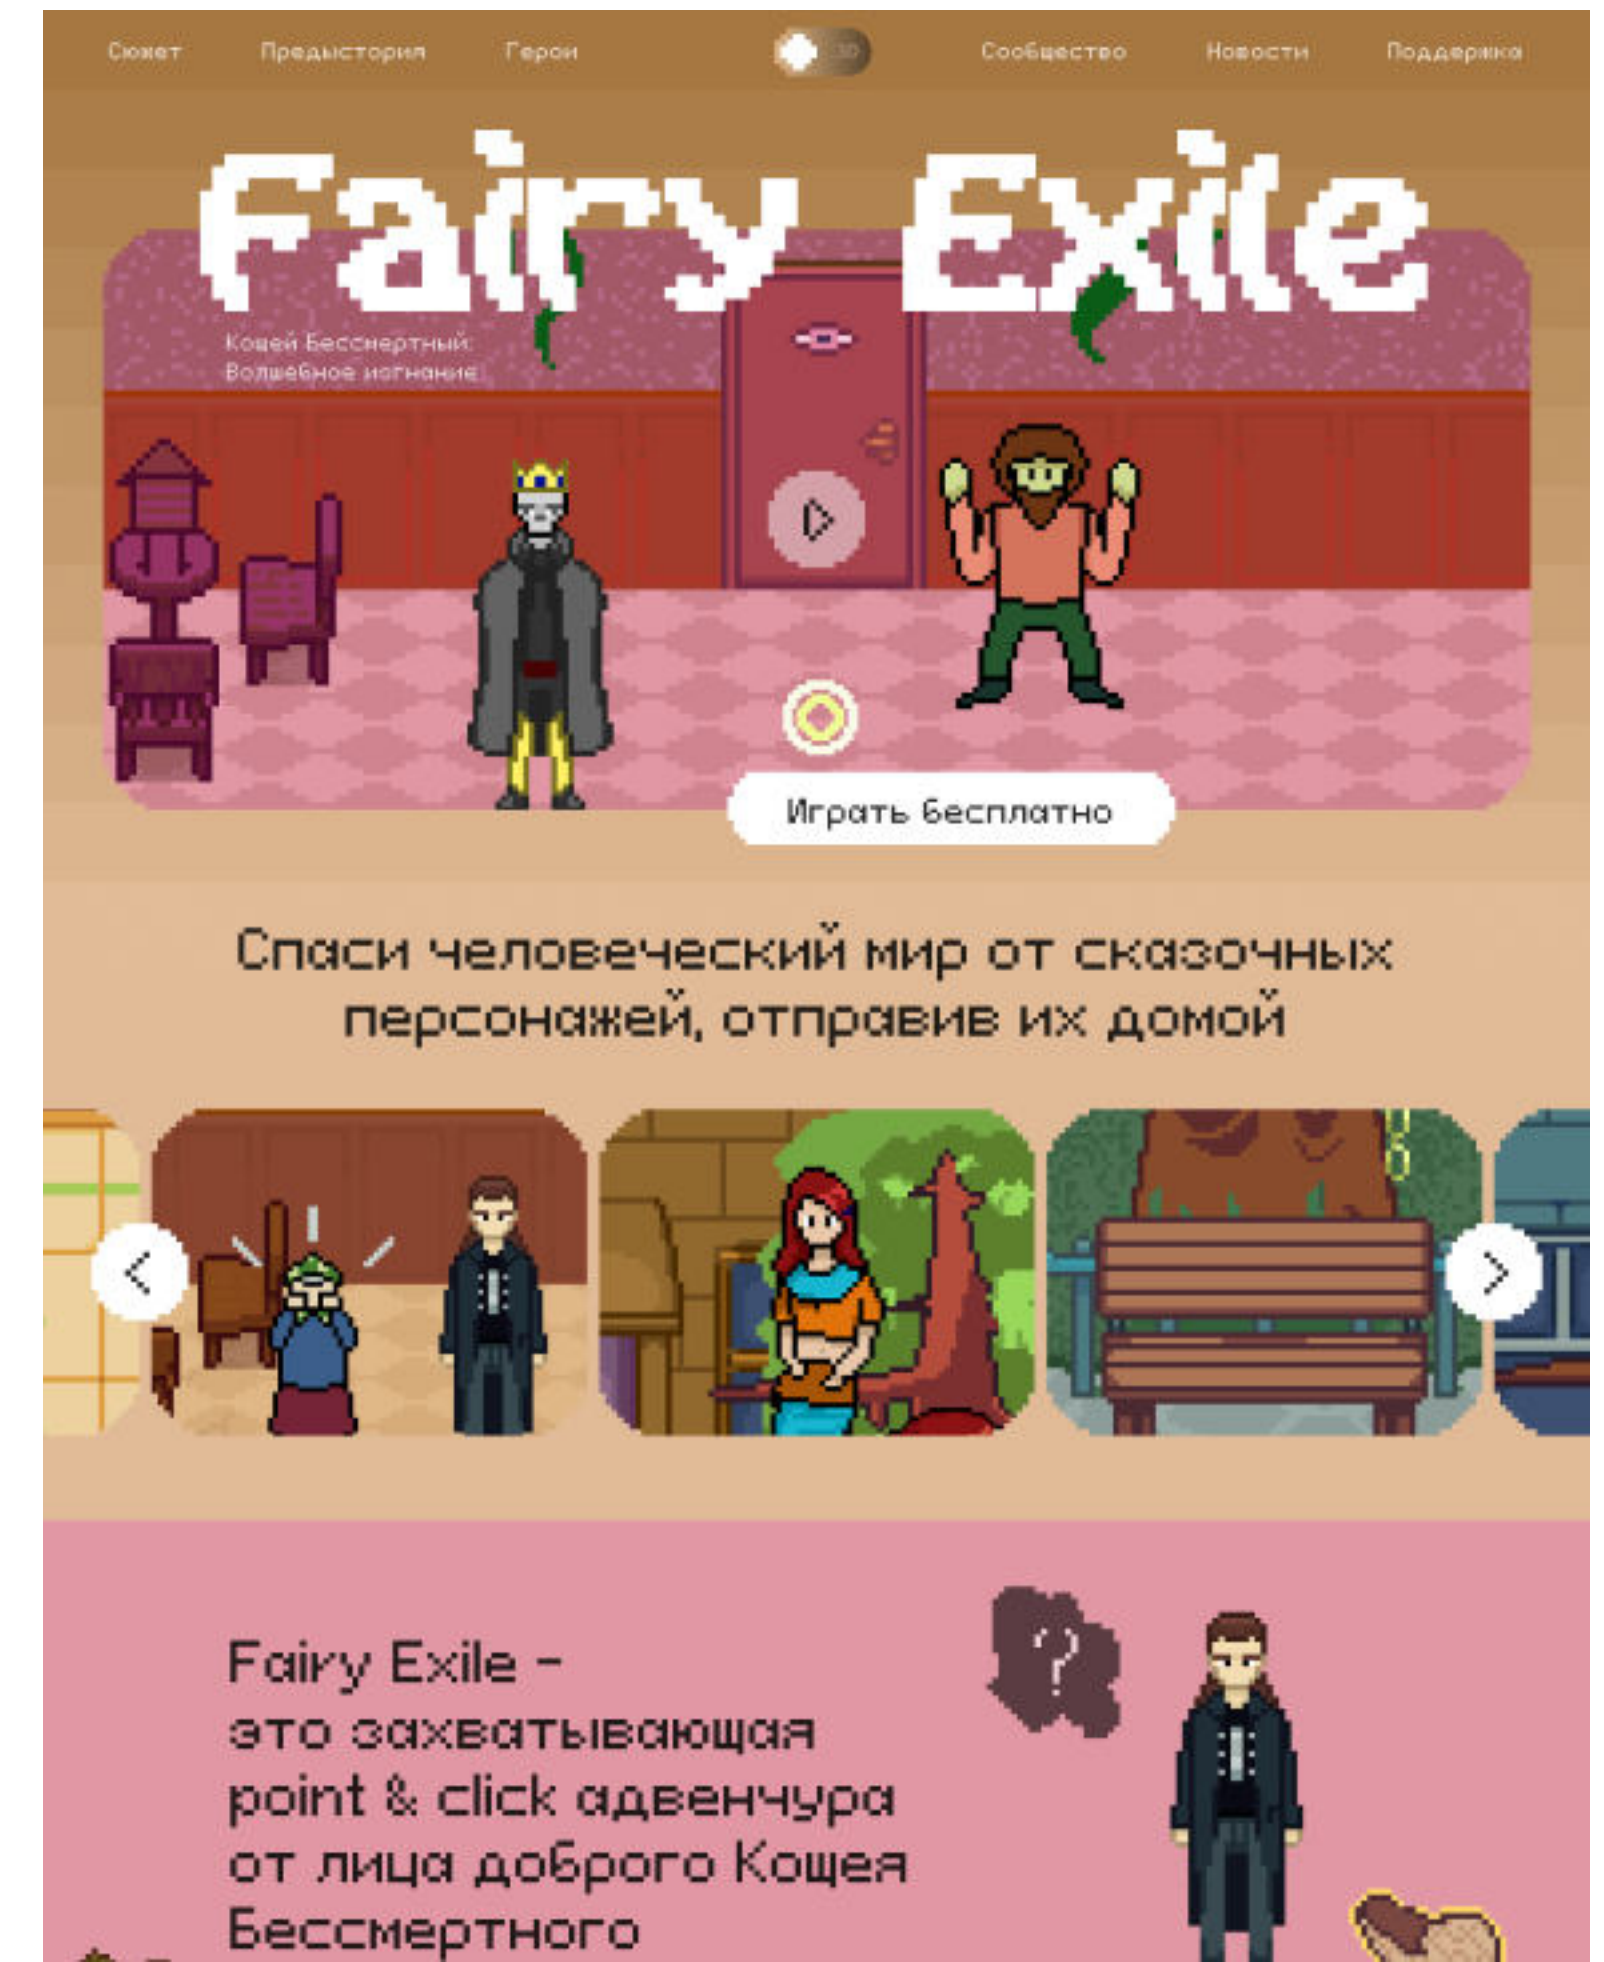 Сюжет
Предыстория
Герои
3D
Сообщество
Новости
Поддержка
Fairy Exile
Кощей Бессмертный:
Волшебное изгнание
Играть бесплатно
Спаси человеческий мир от сказочных
персонажей, отправив их домой
?
Fairy Exile –
это захватывающая
point & click адвенчура
от лица доброго Кощея
Бессмертного